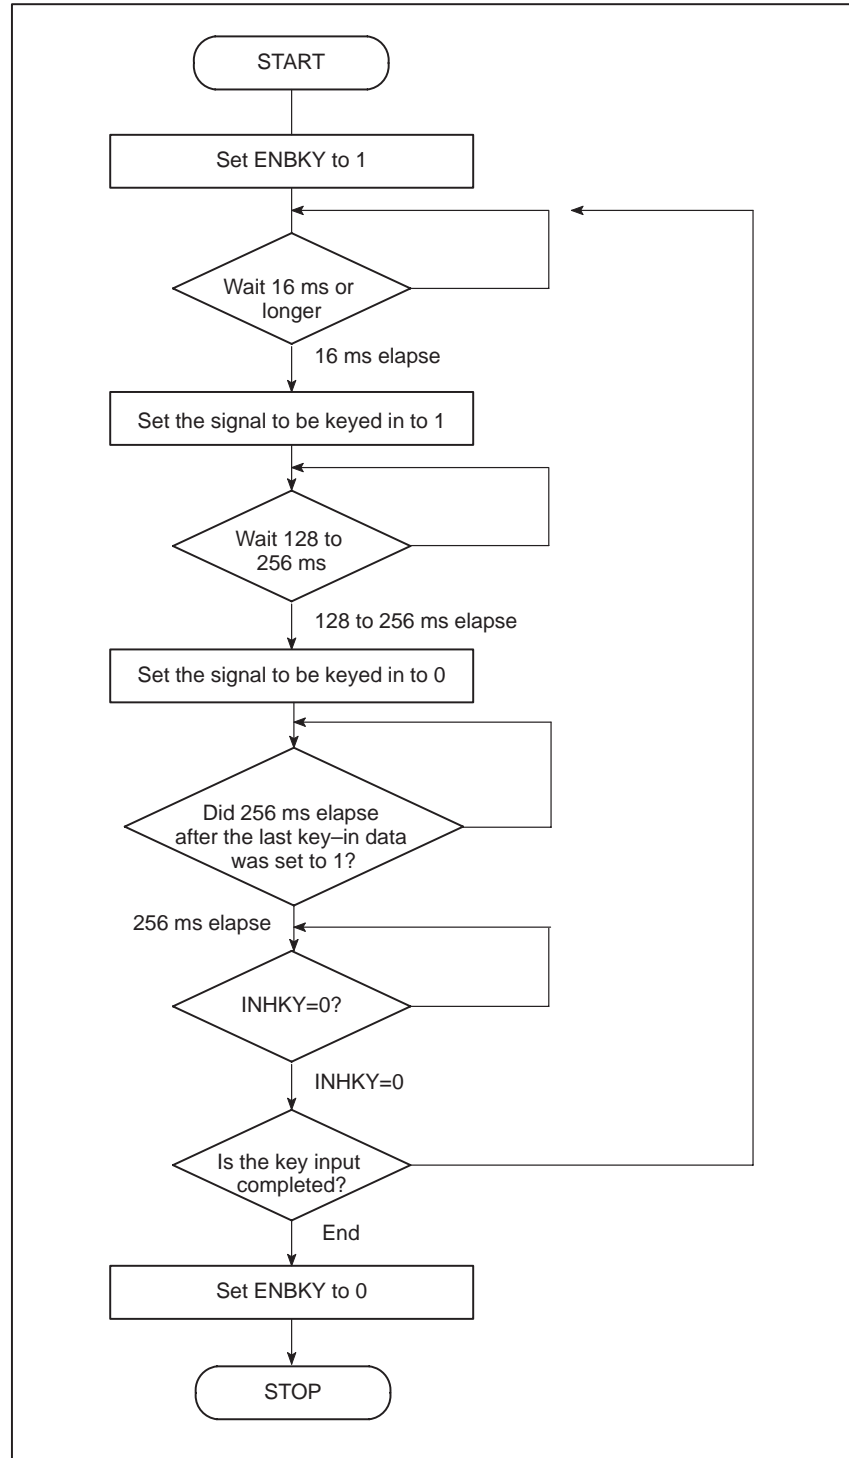 START
Set ENBKY to 1
Wait 16 ms or
longer
16 ms elapse
Set the signal to be keyed in to 1
Wait 128 to
256 ms
128 to 256 ms elapse
Set the signal to be keyed in to 0
Did 256 ms elapse
after the last key–in data
was set to 1?
256 ms elapse
INHKY=0?
INHKY=0
Is the key input
completed?
End
Set ENBKY to 0
STOP